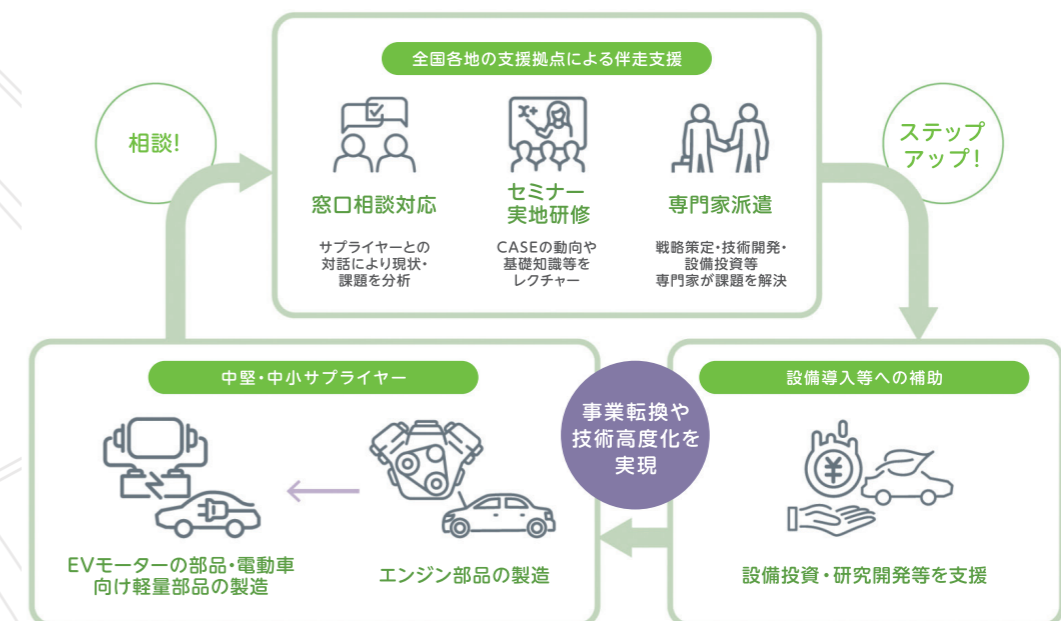 全国各地の支援拠点による伴走支援
相談!
ステップ
アップ!
窓口相談対応
サプライヤーとの
対話により現状・
課題を分析
セミナー
実地研修
CASEの動向や
基礎知識等を
レクチャー
専門家派遣
戦略策定・技術開発・
設備投資等
専門家が課題を解決
中堅・中小サプライヤー
EVモーターの部品・電動車
向け軽量部品の製造
エンジン部品の製造
事業転換や
技術高度化を
実現
設備導入等への補助
¥
設備投資・研究開発等を支援